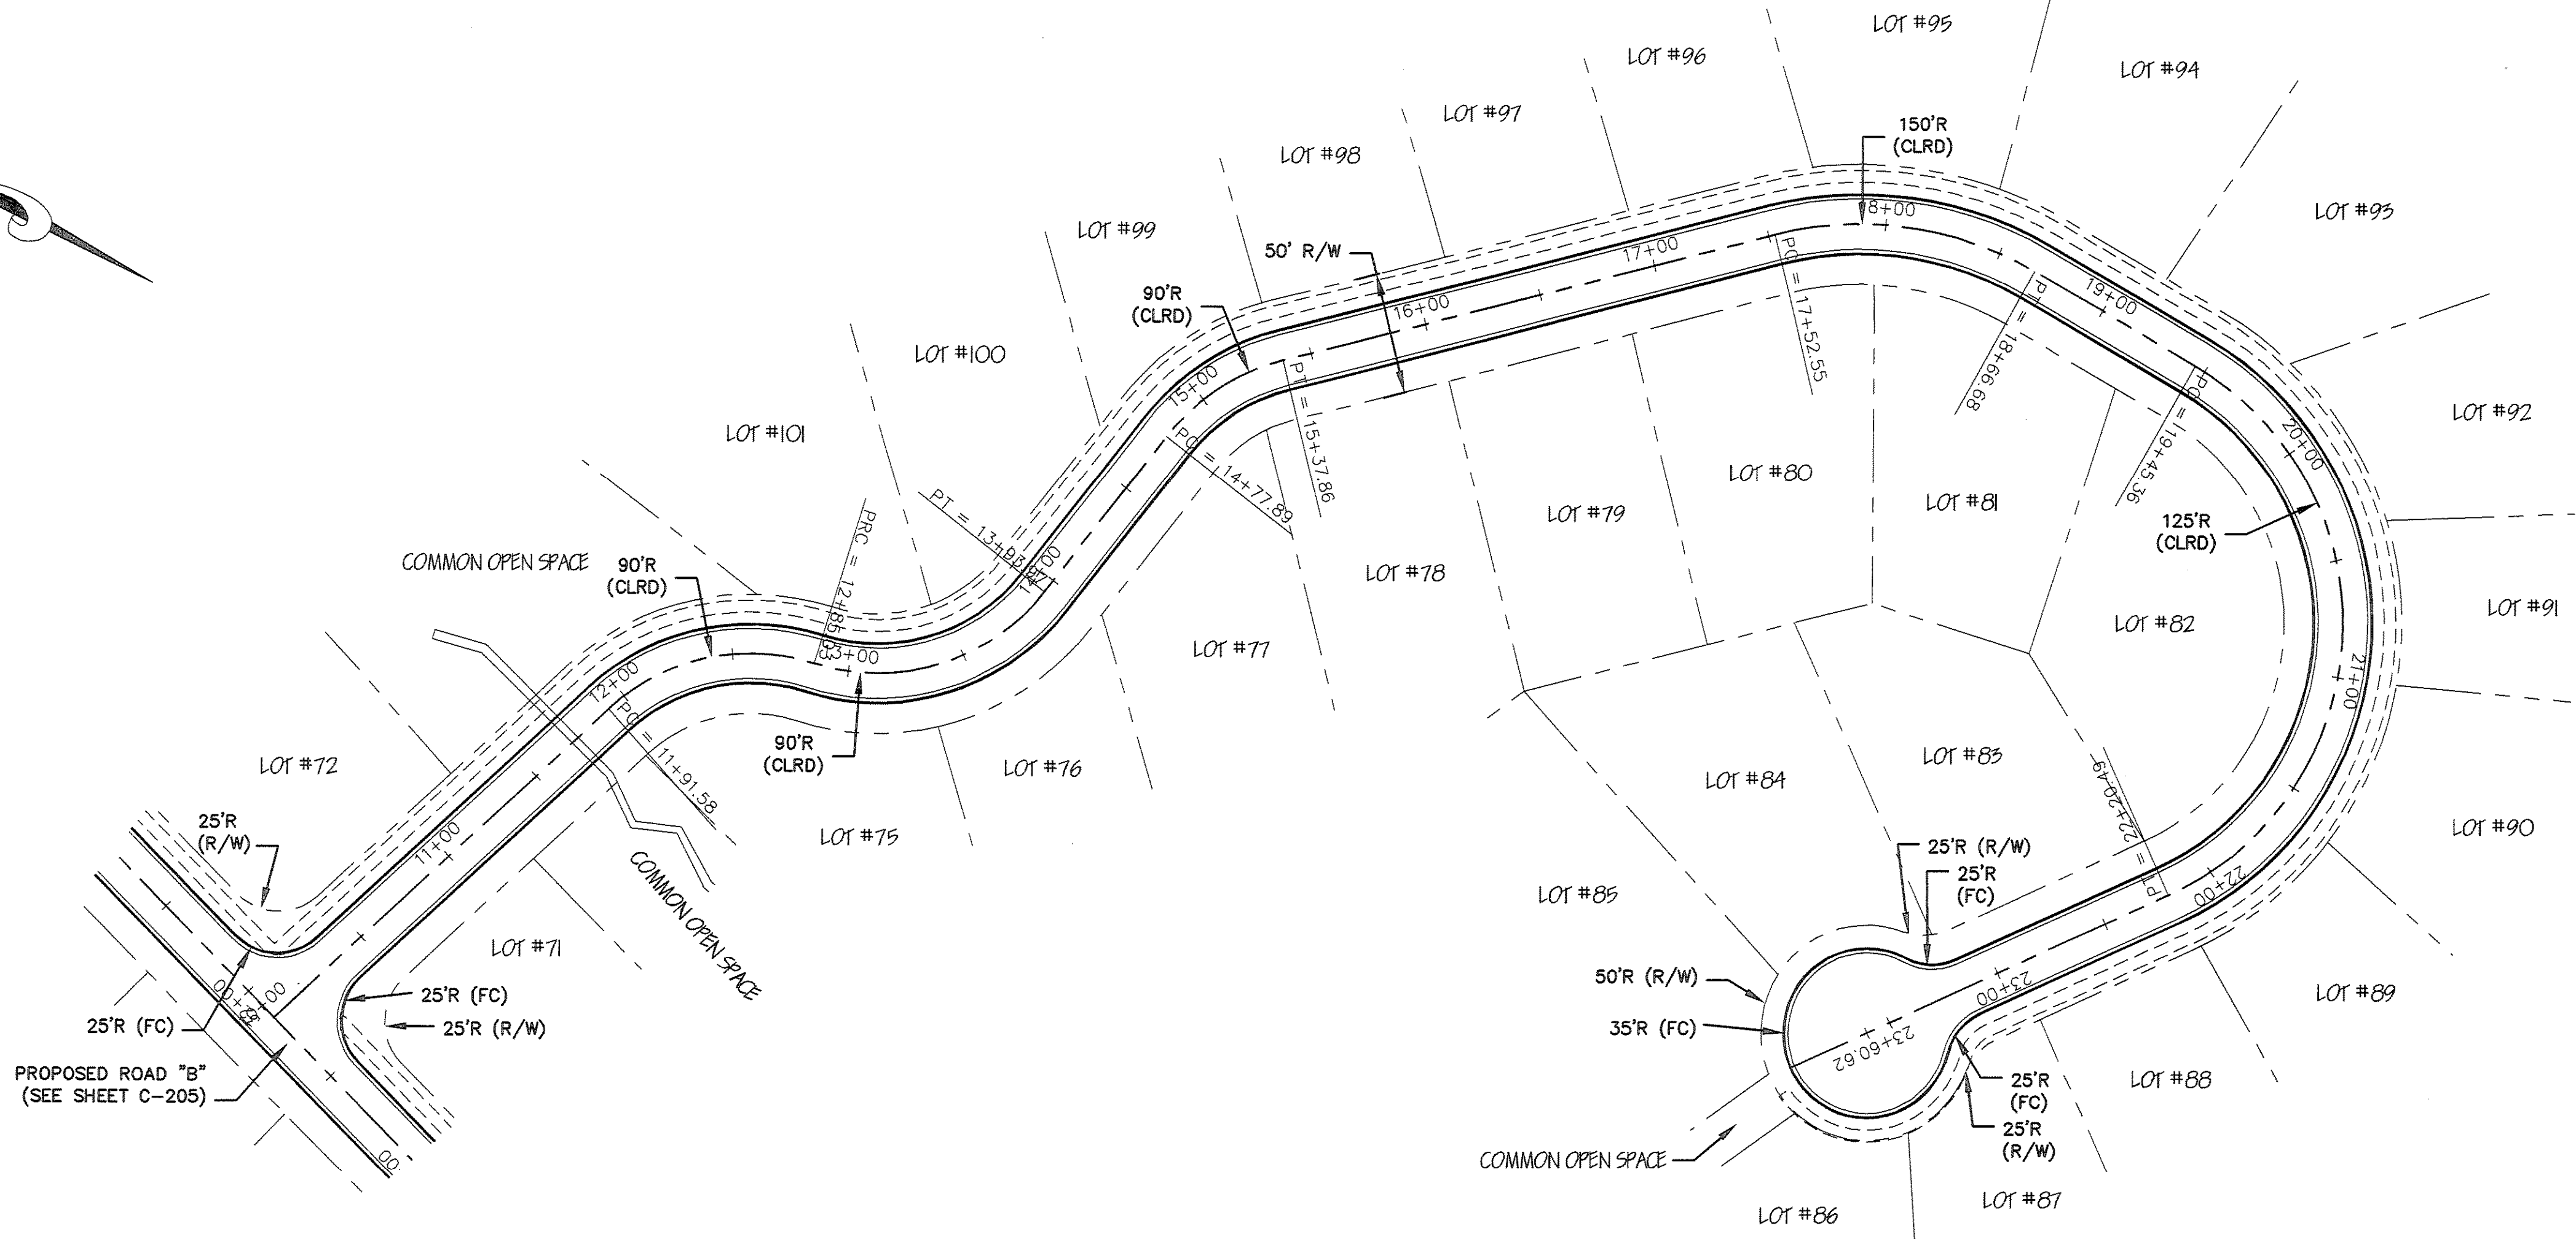 LOT #95
LOT #96
LOT #94
LOT #97
150'R
(CLRD)
LOT #98
LOT #93
LOT #99
50' R/W
18+00
17+00
90'R
(CLRD)
16+00
19+00
PC = 17+52.55
PT = 18+66.68
LOT #100
15+00
PT = 15+37.86
PC = 19+45.36
LOT #92
LOT #101
PC = 14+77.89
20+00
LOT #80
LOT #81
LOT #79
PT = 13+93.97
14+00
125'R
(CLRD)
PRC = 12+85.03
COMMON OPEN SPACE
90'R
(CLRD)
LOT #78
LOT #91
LOT #82
LOT #77
13+00
12+00
21+00
PC = 11+91.58
90'R
(CLRD)
LOT #72
LOT #76
LOT #83
LOT #84
PT = 22+20.49
25'R
(R/W)
LOT #75
LOT #90
11+00
25'R (R/W)
25'R
(FC)
22+00
LOT #85
COMMON OPEN SPACE
LOT #71
50'R (R/W)
23+00
LOT #89
25'R (FC)
25'R (FC)
25'R (R/W)
35'R (FC)
23+60.62
PROPOSED ROAD "B"
(SEE SHEET C-205)
25'R
(FC)
LOT #88
25'R
(R/W)
COMMON OPEN SPACE
LOT #87
LOT #86